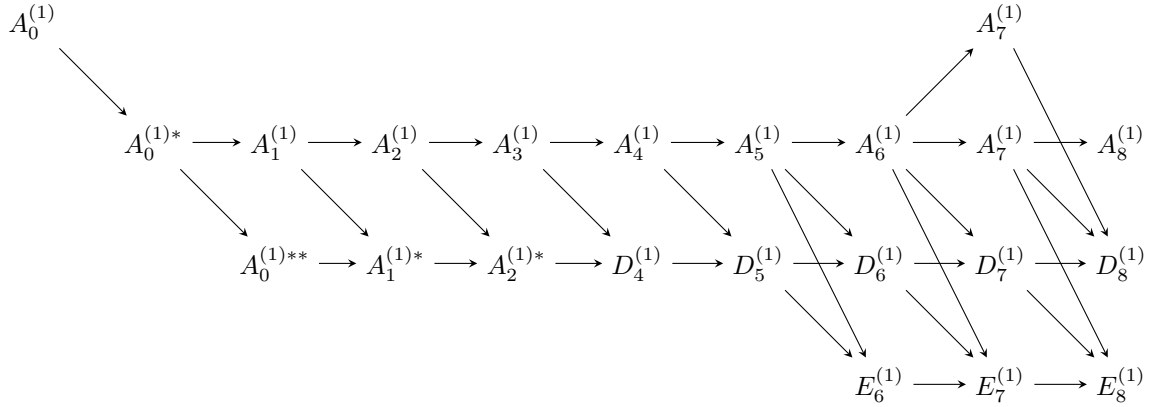 A_0^{(1)} A_7^{(1)}
A_0^{(1)*} A_1^{(1)} A_2^{(1)} A_3^{(1)} A_4^{(1)} A_5^{(1)} A_6^{(1)} A_7^{(1)} A_8^{(1)}
A_0^{(1)**} A_1^{(1)*} A_2^{(1)*} D_4^{(1)} D_5^{(1)} D_6^{(1)} D_7^{(1)} D_8^{(1)}
E_6^{(1)} E_7^{(1)} E_8^{(1)}